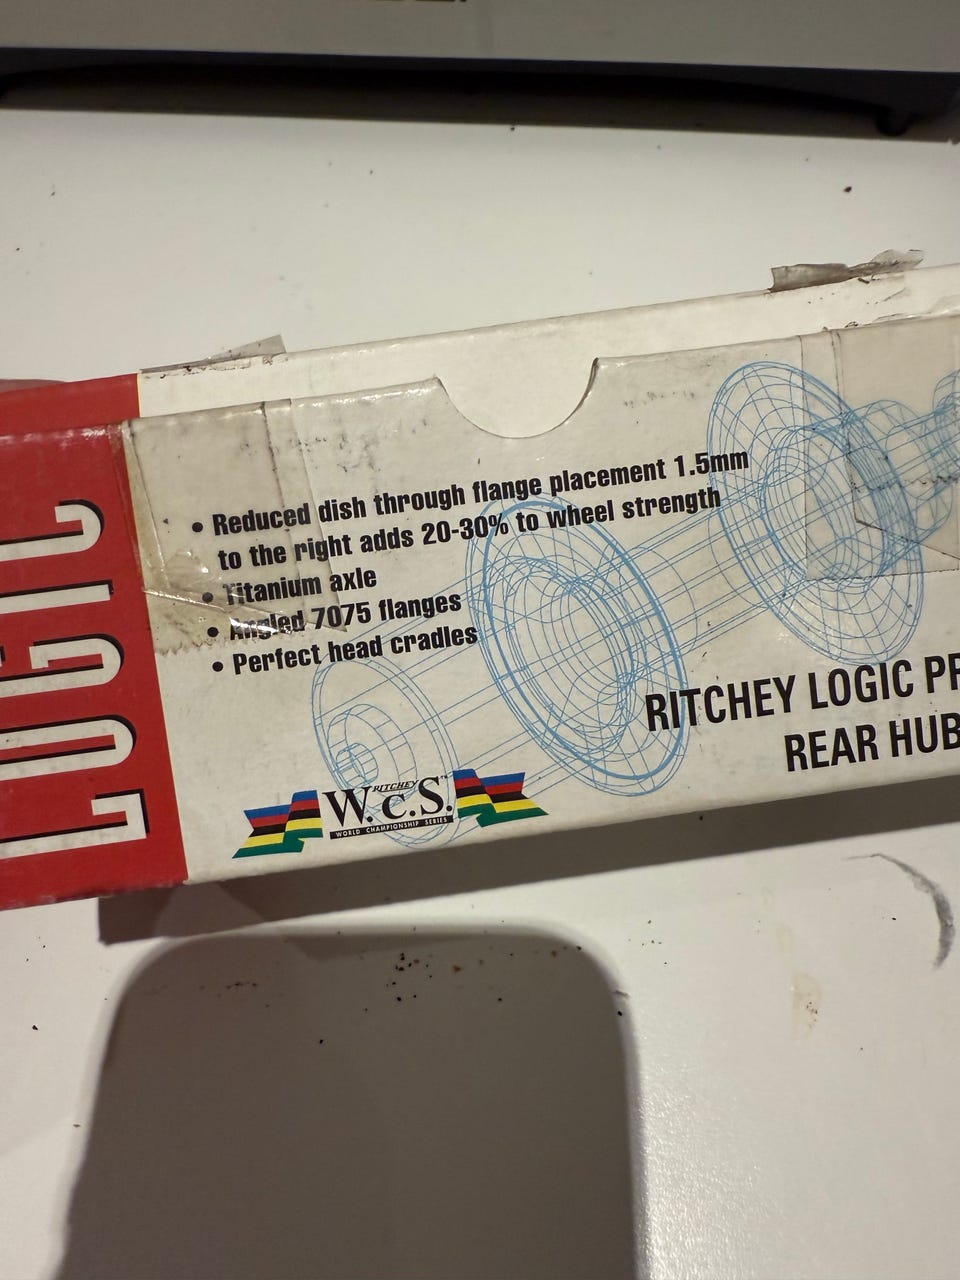 LOGIC
• Reduced dish through flange placement 1.5mm
to the right adds 20-30% to wheel strength
• Titanium axle
• Angled 7075 flanges
• Perfect head cradles
RITCHEY LOGIC PR
REAR HUB
RITCHEY
W.C.S.™
WORLD CHAMPIONSHIP SERIES